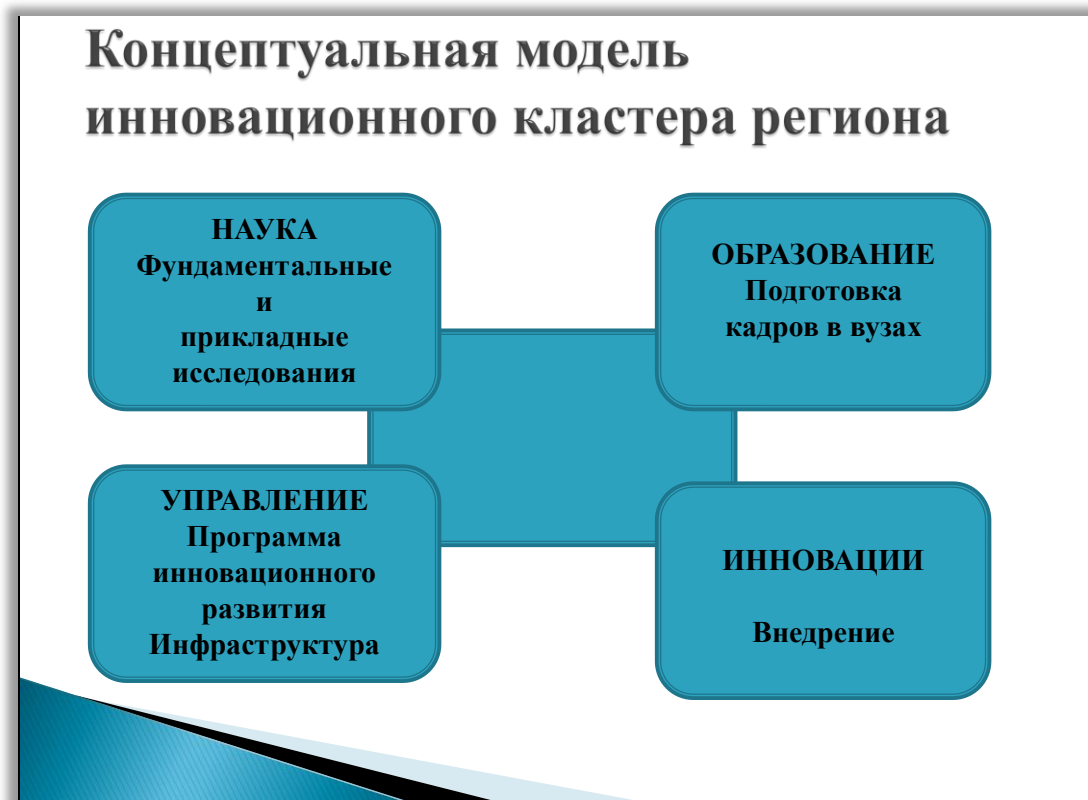 Концептуальная модель
инновационного кластера региона
НАУКА
Фундаментальные
и
прикладные
исследования
ОБРАЗОВАНИЕ
Подготовка
кадров в вузах
УПРАВЛЕНИЕ
Программа
инновационного
развития
Инфраструктура
ИННОВАЦИИ
Внедрение